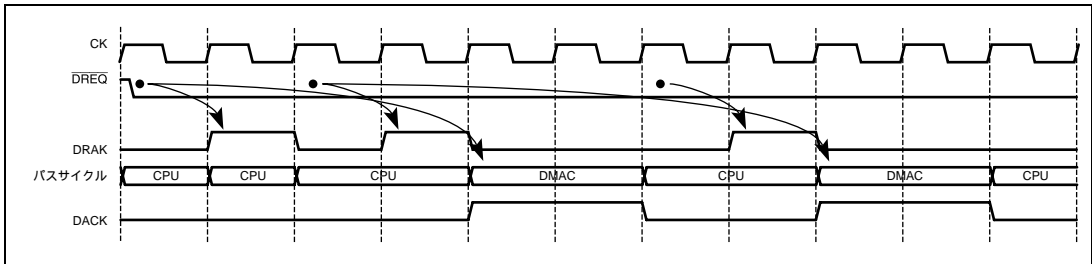 CK
DREQ
DRAK
バスサイクル CPU CPU CPU DMAC CPU DMAC CPU
DACK